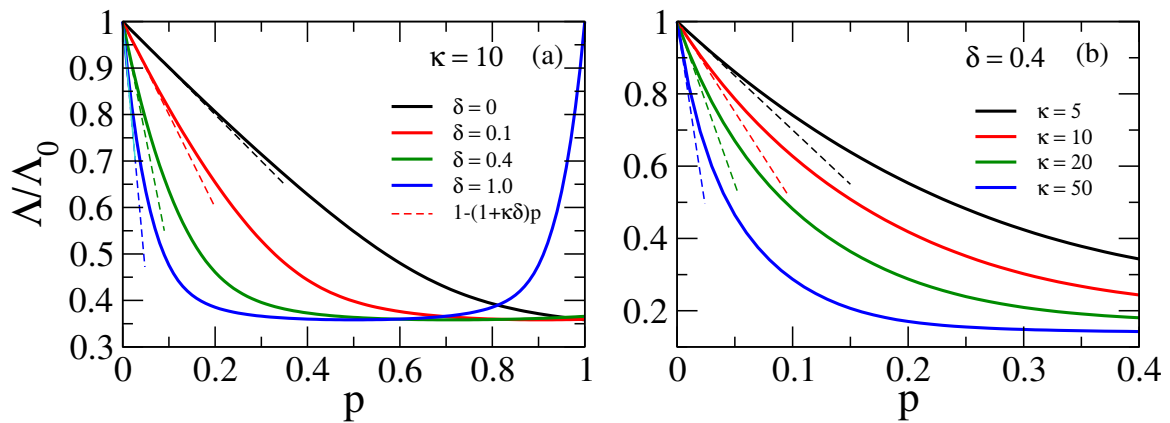 Λ/Λ₀
1
0.9
0.8
0.7
0.6
0.5
0.4
0.3
κ = 10 (a)
δ = 0
δ = 0.1
δ = 0.4
δ = 1.0
1-(1+κδ)p
0 0.2 0.4 0.6 0.8 1
p
1
0.8
0.6
0.4
0.2
δ = 0.4 (b)
κ = 5
κ = 10
κ = 20
κ = 50
0 0.1 0.2 0.3 0.4
p